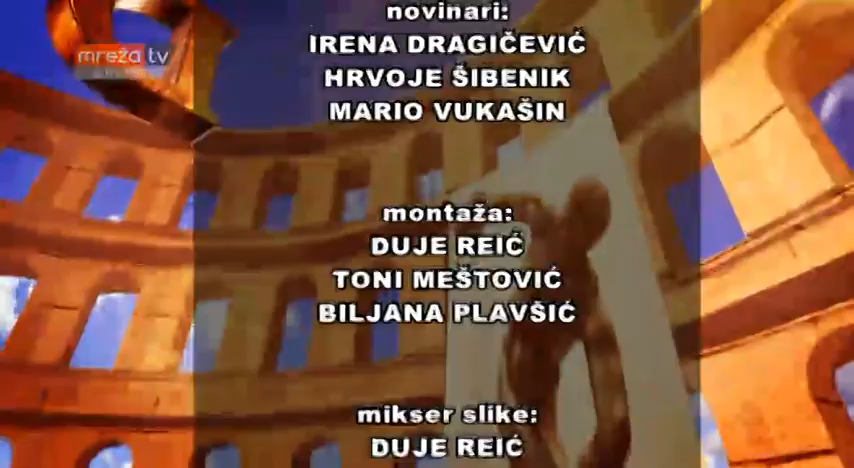 mreža tv
novinari:
IRENA DRAGIČEVIĆ
HRVOJE ŠIBENIK
MARIO VUKAŠIN
montaža:
DUJE REIĆ
TONI MEŠTOVIĆ
BILJANA PLAVŠIĆ
mikser slike:
DUJE REIĆ